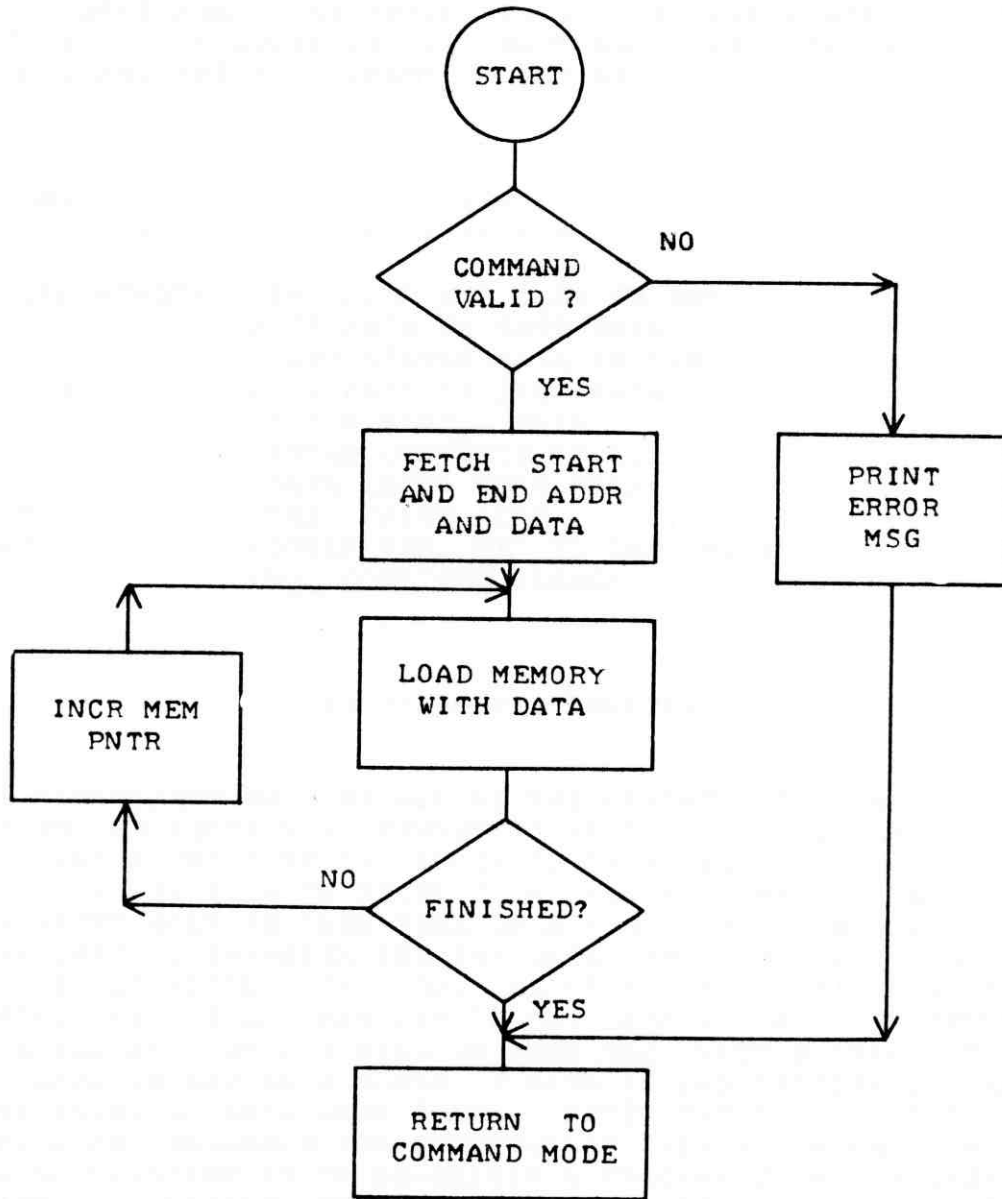 START
COMMAND
VALID ?
NO
YES
FETCH START
AND END ADDR
AND DATA
PRINT
ERROR
MSG
INCR MEM
PNTR
LOAD MEMORY
WITH DATA
NO
FINISHED?
YES
RETURN TO
COMMAND MODE